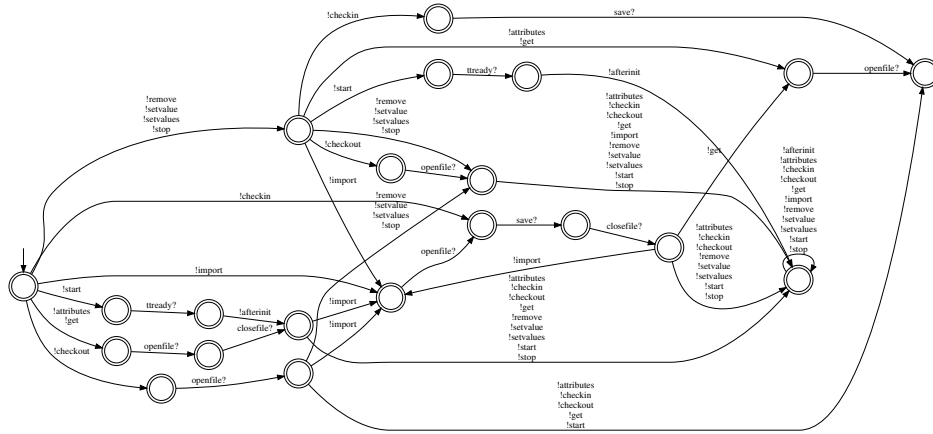 !checkin
save?
!attributes
!get
openfile?
!start
ttready?
!afterinit
!remove
!setvalue
!setvalues
!stop
!remove
!setvalue
!setvalues
!stop
!checkout
openfile?
!import
!attributes
!checkin
!checkout
!get
!import
!remove
!setvalue
!setvalues
!start
!stop
!get
!afterinit
!attributes
!checkin
!checkout
!get
!import
!remove
!setvalue
!setvalues
!start
!stop
!checkin
!remove
!setvalue
!setvalues
!stop
save?
closefile?
openfile?
!attributes
!checkin
!checkout
!remove
!setvalue
!setvalues
!start
!stop
!import
!import
!start
ttready?
!afterinit
!import
!attributes
!get
openfile?
closefile?
!import
!attributes
!checkin
!checkout
!get
!remove
!setvalue
!setvalues
!start
!stop
!checkout
openfile?
!attributes
!checkin
!checkout
!get
!start